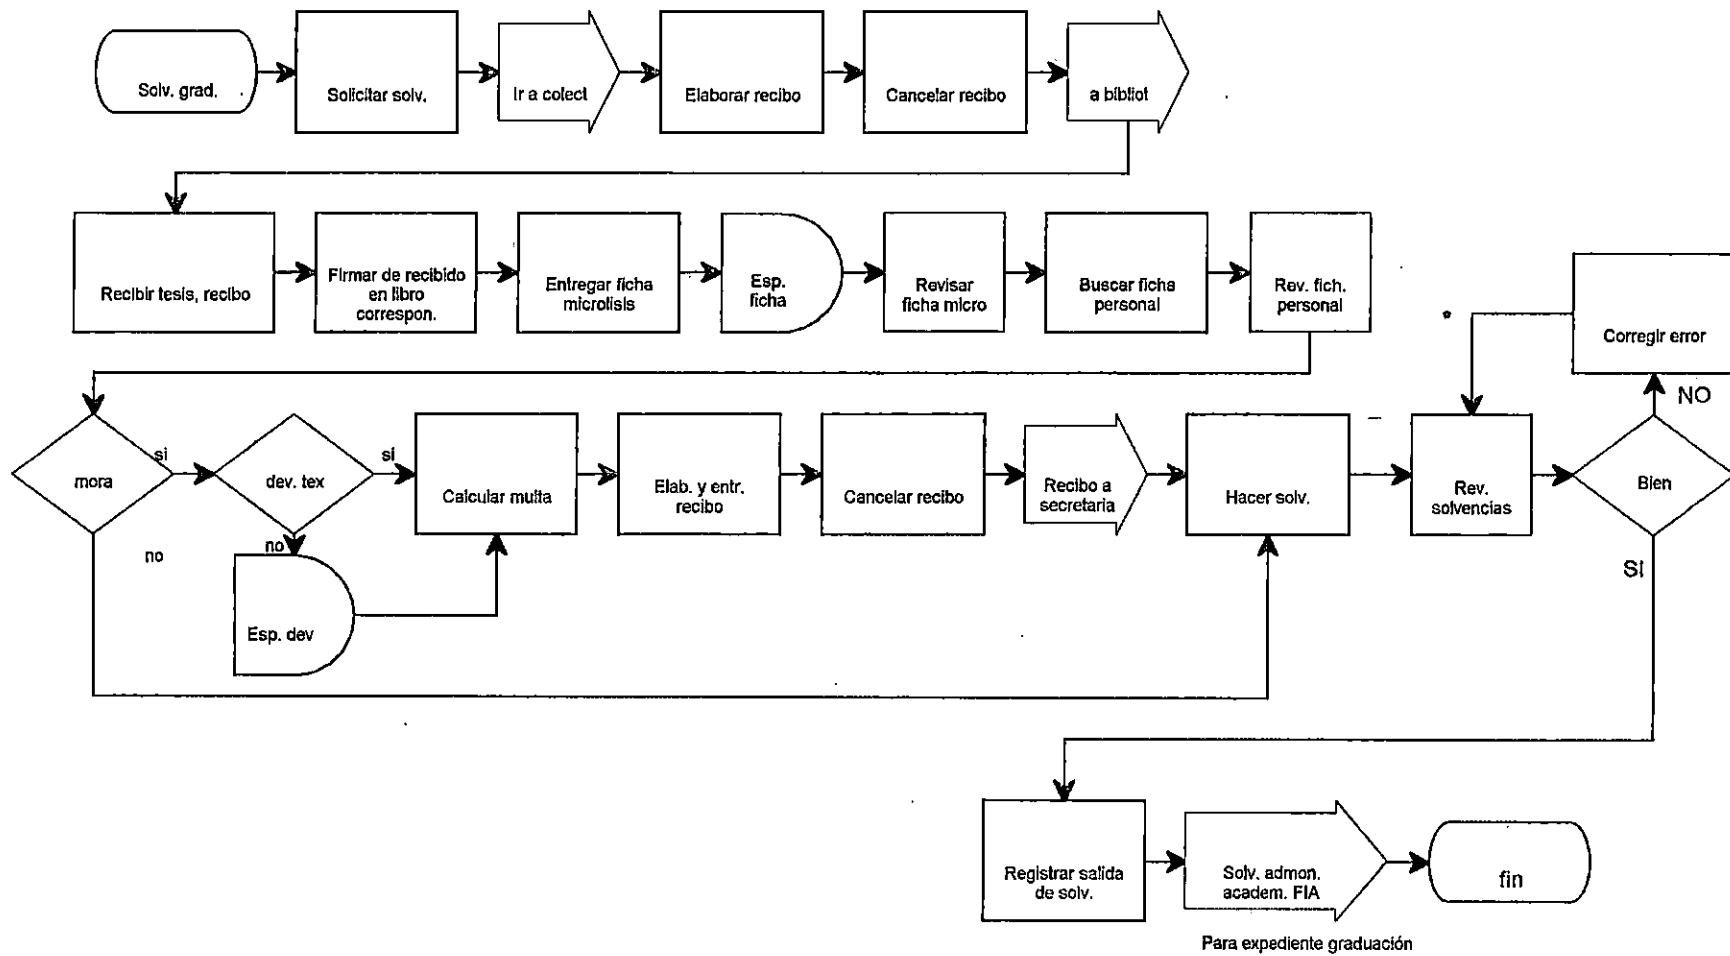 Solv. grad.
Solicitar solv.
Ir a colect
Elaborar recibo
Cancelar recibo
a bibliot
Recibir tesis, recibo
Firmar de recibido
en libro
correspon.
Entregar ficha
microlisis
Esp.
ficha
Revisar
ficha micro
Buscar ficha
personal
Rev. fich.
personal
Corregir error
NO
mora
si
dev. tex
si
Calcular multa
Elab. y entr.
recibo
Cancelar recibo
Recibo a
secretaria
Hacer solv.
Rev.
solvencias
Bien
no
no
SI
Esp. dev
Registrar salida
de solv.
Solv. admon.
academ. FIA
fin
Para expediente graduación